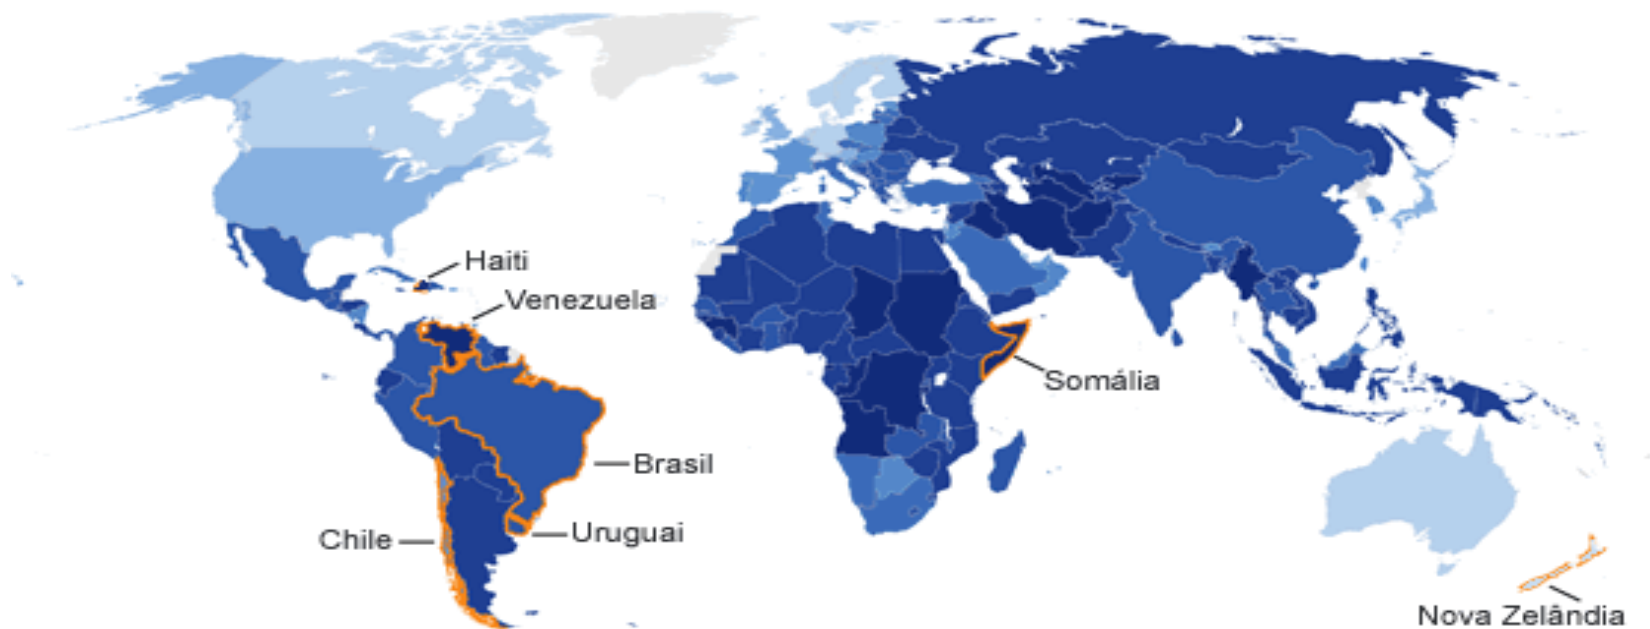 Haiti
Venezuela
Somália
Brasil
Uruguai
Chile
Nova Zelândia